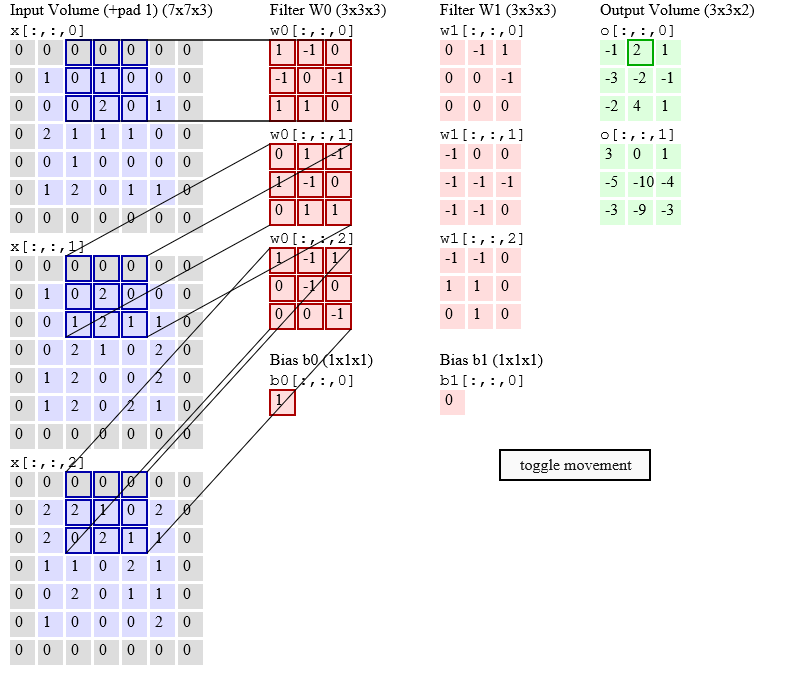 Input Volume (+pad 1) (7x7x3)
x[:,:,0]
0 0 0 0 0 0 0
0 1 0 1 0 0 0
0 0 0 2 0 1 0
0 2 1 1 1 0 0
0 0 1 0 0 0 0
0 1 2 0 1 1 0
0 0 0 0 0 0 0
x[:,:,1]
0 0 0 0 0 0 0
0 1 0 2 0 0 0
0 0 1 2 1 1 0
0 0 2 1 0 2 0
0 1 2 0 0 2 0
0 1 2 0 2 1 0
0 0 0 0 0 0 0
x[:,:,2]
0 0 0 0 0 0 0
0 2 2 1 0 2 0
0 2 0 2 1 1 0
0 1 1 0 2 1 0
0 0 2 0 1 1 0
0 1 0 0 0 2 0
0 0 0 0 0 0 0
Filter W0 (3x3x3)
w0[:,:,0]
1 -1 0
-1 0 -1
1 1 0
w0[:,:,1]
0 1 -1
1 -1 0
0 1 1
w0[:,:,2]
1 -1 1
0 -1 0
0 0 -1
Bias b0 (1x1x1)
b0[:,:,0]
1
Filter W1 (3x3x3)
w1[:,:,0]
0 -1 1
0 0 -1
0 0 0
w1[:,:,1]
-1 0 0
-1 -1 -1
-1 -1 0
w1[:,:,2]
-1 -1 0
1 1 0
0 1 0
Bias b1 (1x1x1)
b1[:,:,0]
0
Output Volume (3x3x2)
o[:,:,0]
-1 2 1
-3 -2 -1
-2 4 1
o[:,:,1]
3 0 1
-5 -10 -4
-3 -9 -3
toggle movement